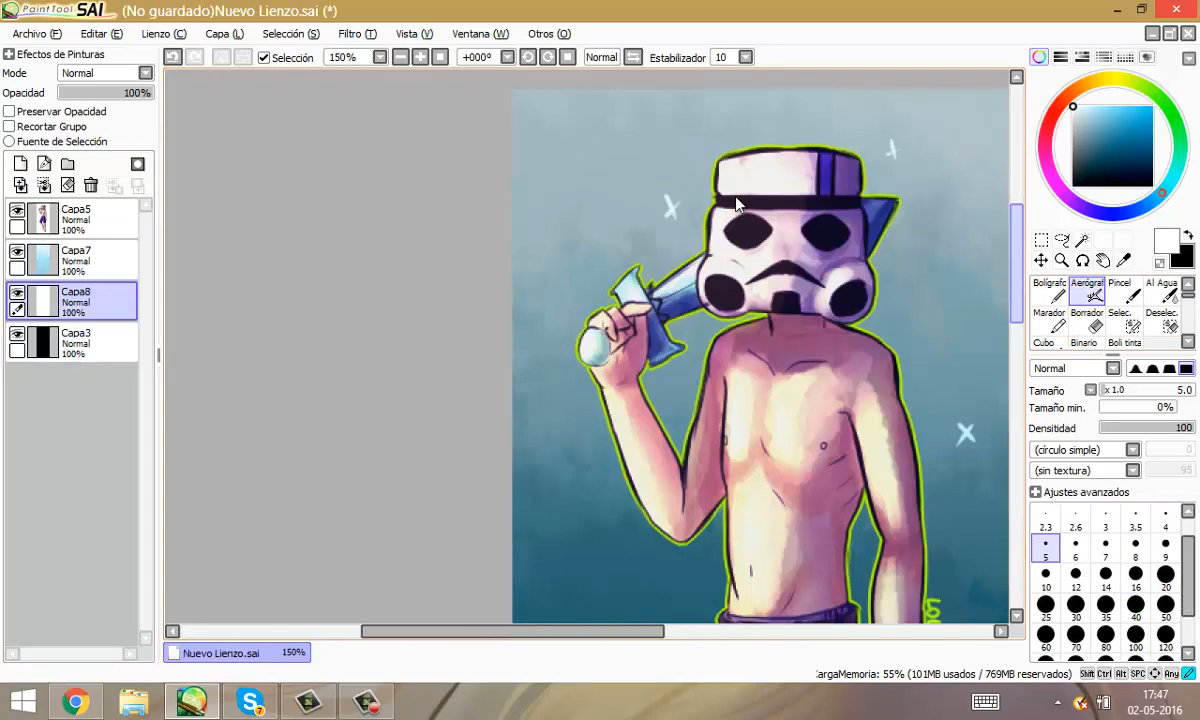 PaintTool SAI (No guardado)Nuevo Lienzo.sai (*)
Archivo (F) Editar (E) Lienzo (C) Capa (L) Selección (S) Filtro (T) Vista (V) Ventana (W) Otros (O)
Efectos de Pinturas
Modo Normal
Opacidad 100%
Preservar Opacidad
Recortar Grupo
Fuente de Selección
Capa5
Normal
100%
Capa7
Normal
100%
Capa8
Normal
100%
Capa3
Normal
100%
Selección 150% +000° Normal Estabilizador 10
Nuevo Lienzo.sai 150%
Bolígrafc Aerógraf Pincel Al Agua
Marador Borrador Selec. Deselec.
Cubo Binario Boli tinta
Normal
Tamaño x 1.0 5.0
Tamaño min. 0%
Densitidad 100
(círculo simple) 0
(sin textura) 95
Ajustes avanzados
2.3 2.6 3 3.5 4
5 6 7 8 9
10 12 14 16 20
25 30 35 40 50
60 70 80 100 120
:argaMemoria: 55% (101MB usados / 769MB reservados) Shift Ctrl Alt SPC Any
17:47
02-05-2016